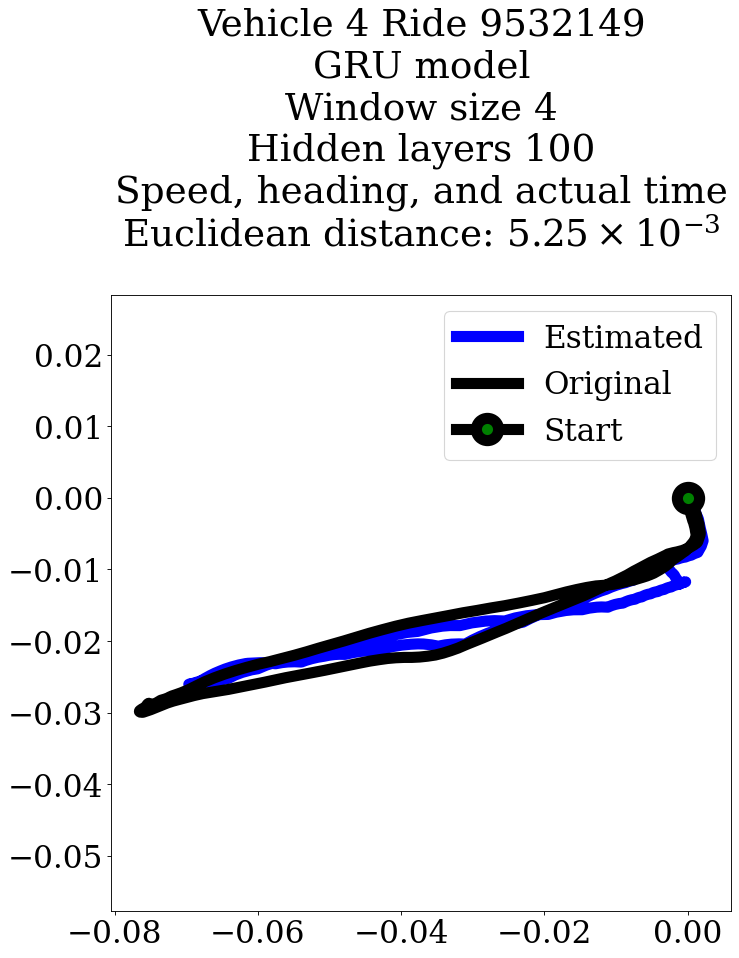 Vehicle 4 Ride 9532149
GRU model
Window size 4
Hidden layers 100
Speed, heading, and actual time
Euclidean distance: 5.25 × 10⁻³
Estimated
Original
Start
0.02
0.01
0.00
−0.01
−0.02
−0.03
−0.04
−0.05
−0.08 −0.06 −0.04 −0.02 0.00